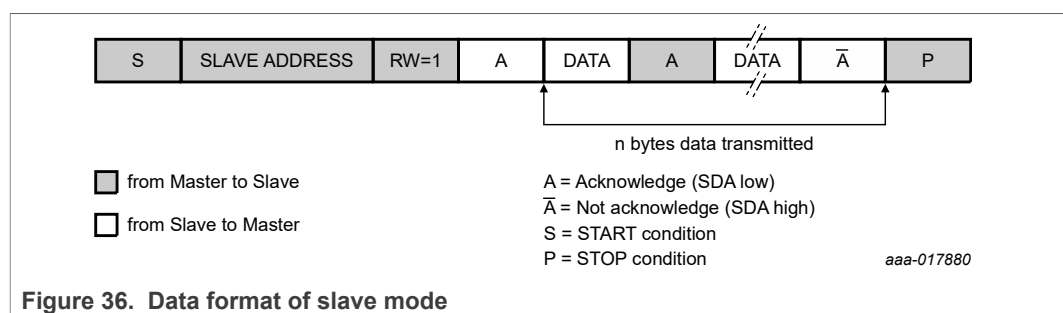 S SLAVE ADDRESS RW=1 A DATA A DATA A̅ P
n bytes data transmitted
from Master to Slave
from Slave to Master
A = Acknowledge (SDA low)
A̅ = Not acknowledge (SDA high)
S = START condition
P = STOP condition
aaa-017880
Figure 36. Data format of slave mode